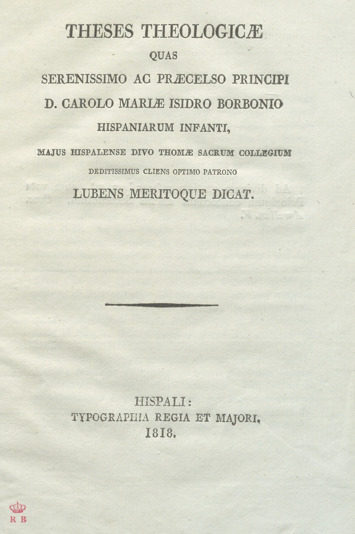 THESES THEOLOGICÆ
QUAS
SERENISSIMO AC PRÆCELSO PRINCIPI
D. CAROLO MARIÆ ISIDRO BORBONIO
HISPANIARUM INFANTI,
MAJUS HISPALENSE DIVO THOMÆ SACRUM COLLEGIUM
DEDITISSIMUS CLIENS OPTIMO PATRONO
LUBENS MERITOQUE DICAT.
HISPALI:
TYPOGRAPHIA REGIA ET MAJORI,
1818.
R B